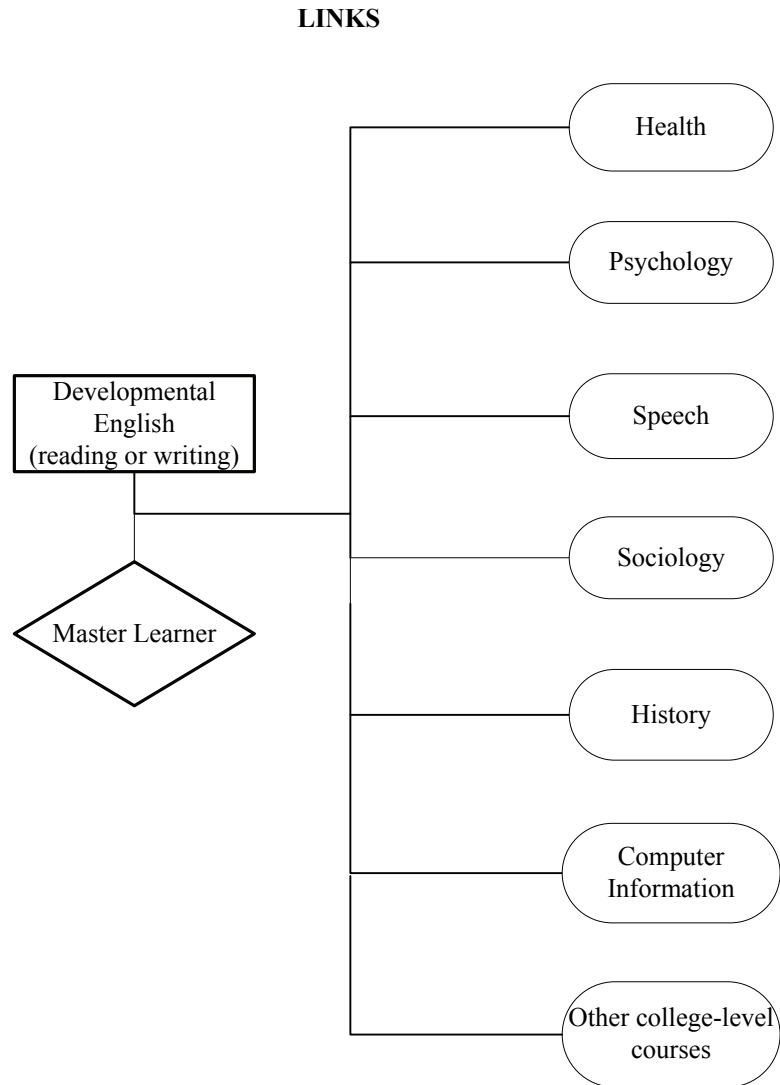 LINKS
Health
Psychology
Developmental
English
(reading or writing)
Speech
Sociology
Master Learner
History
Computer
Information
Other college-level
courses